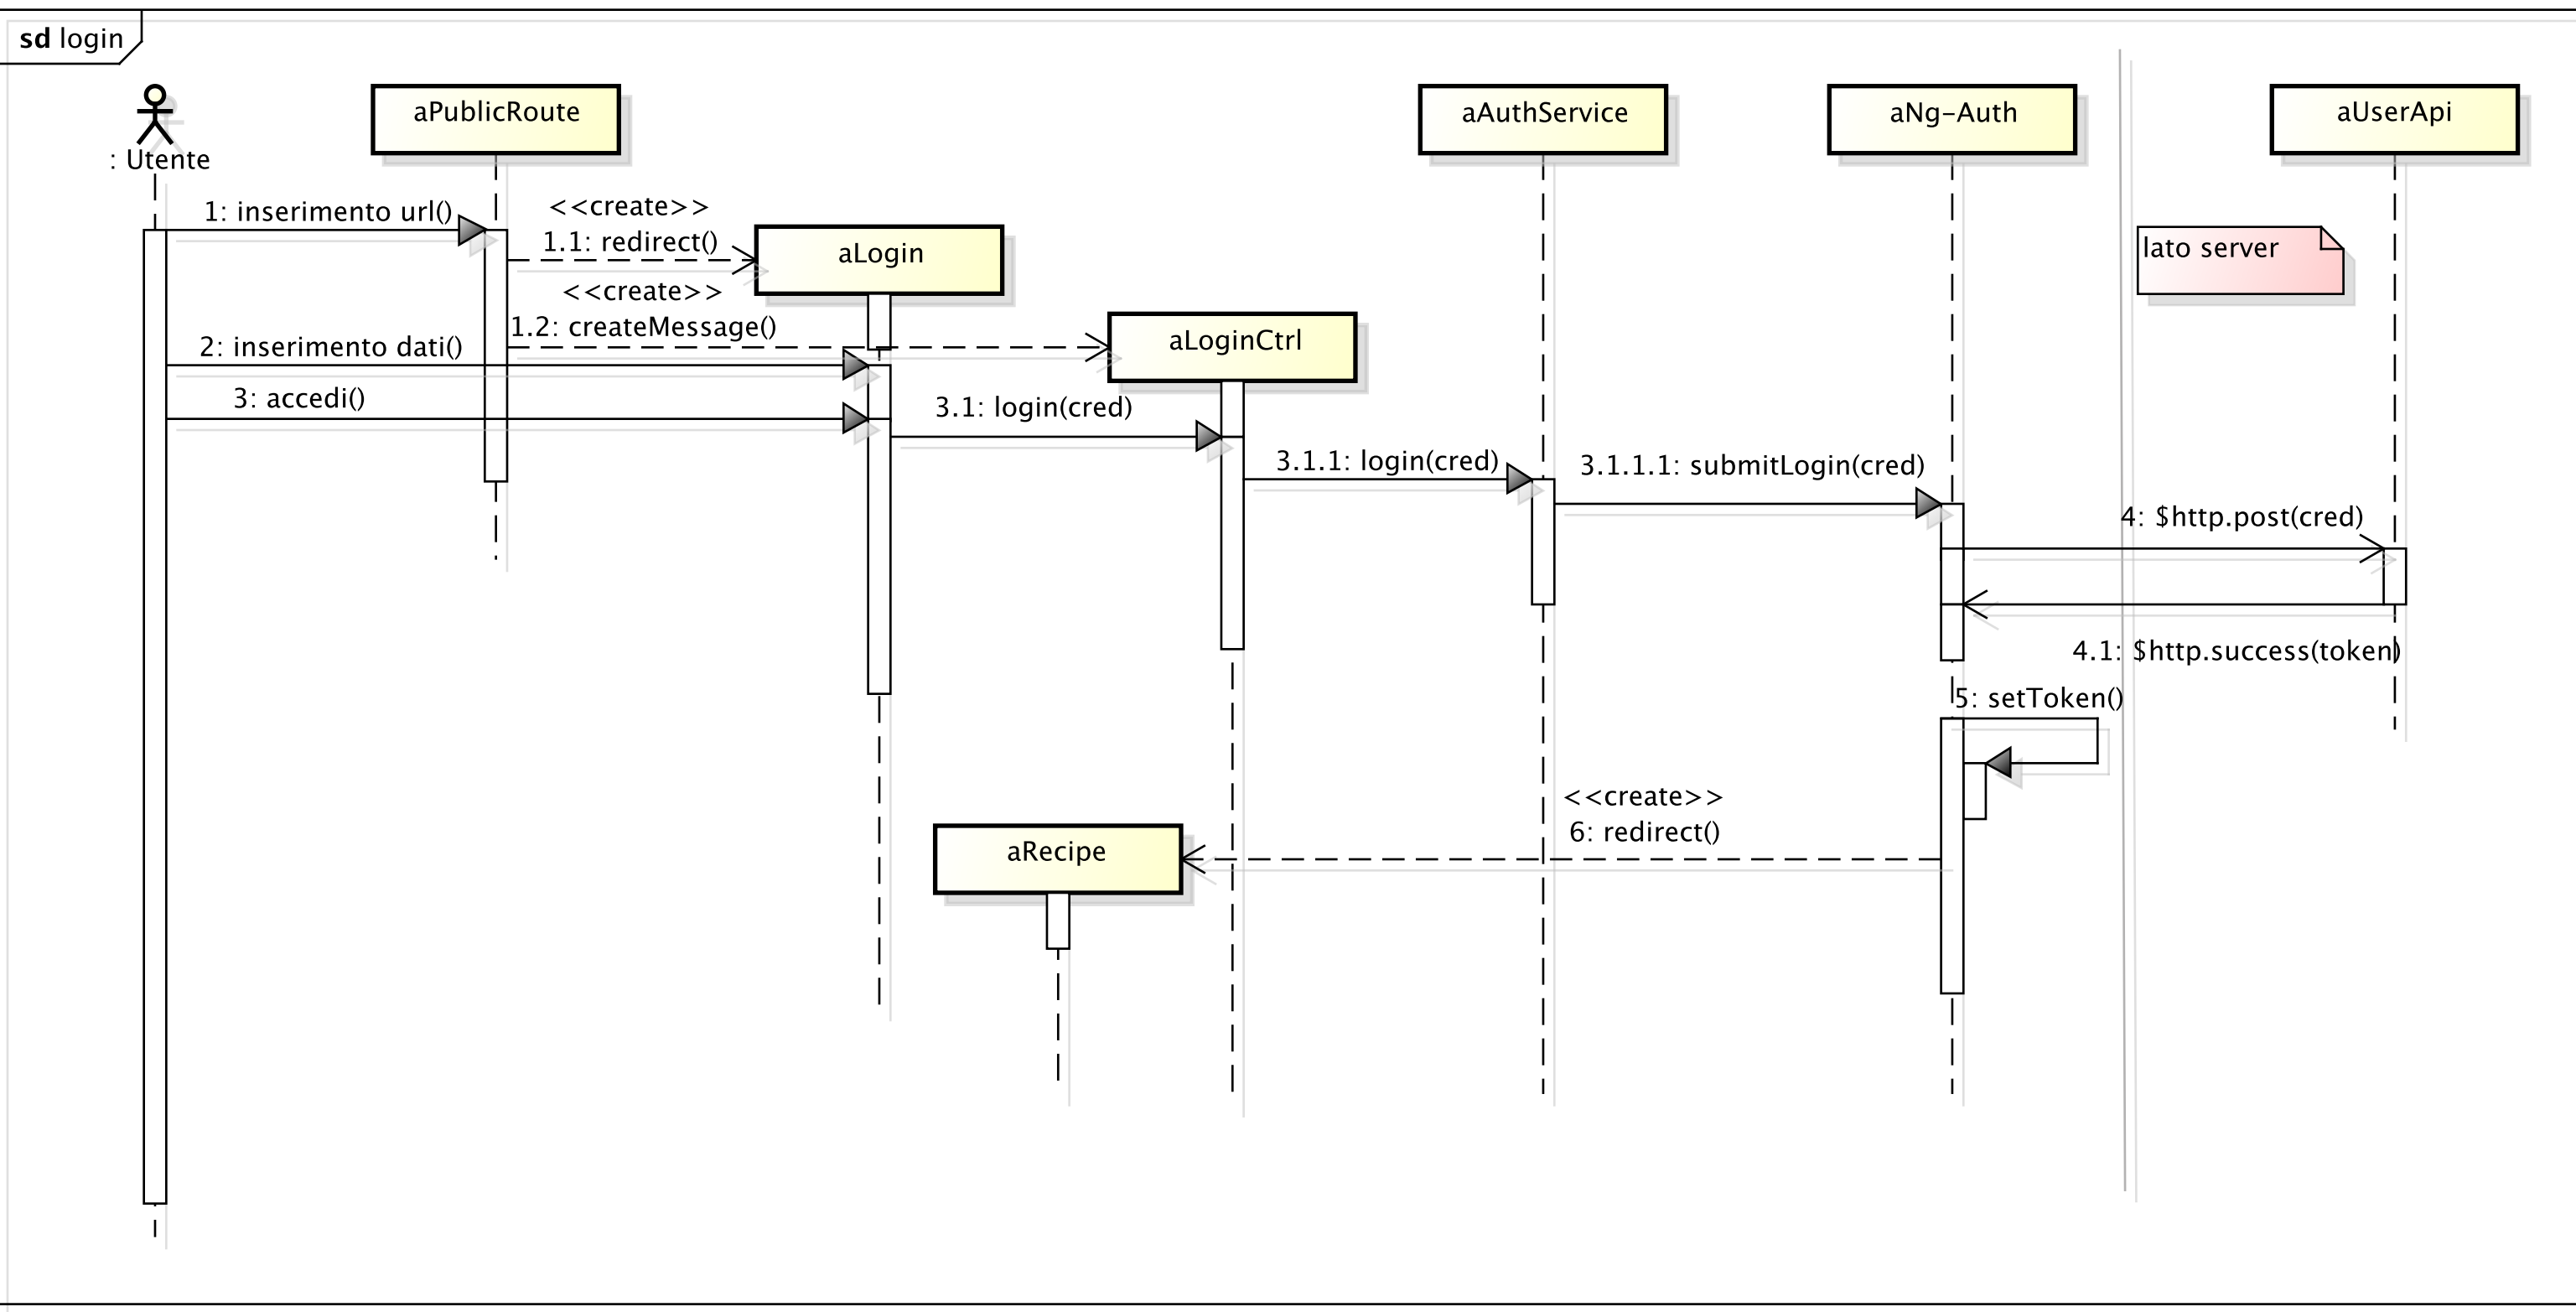 sd login
: Utente
aPublicRoute
aAuthService
aNg-Auth
aUserApi
1: inserimento url()
<<create>>
1.1: redirect()
aLogin
lato server
<<create>>
1.2: createMessage()
aLoginCtrl
2: inserimento dati()
3: accedi()
3.1: login(cred)
3.1.1: login(cred)
3.1.1.1: submitLogin(cred)
4: $http.post(cred)
4.1: $http.success(token)
5: setToken()
<<create>>
6: redirect()
aRecipe